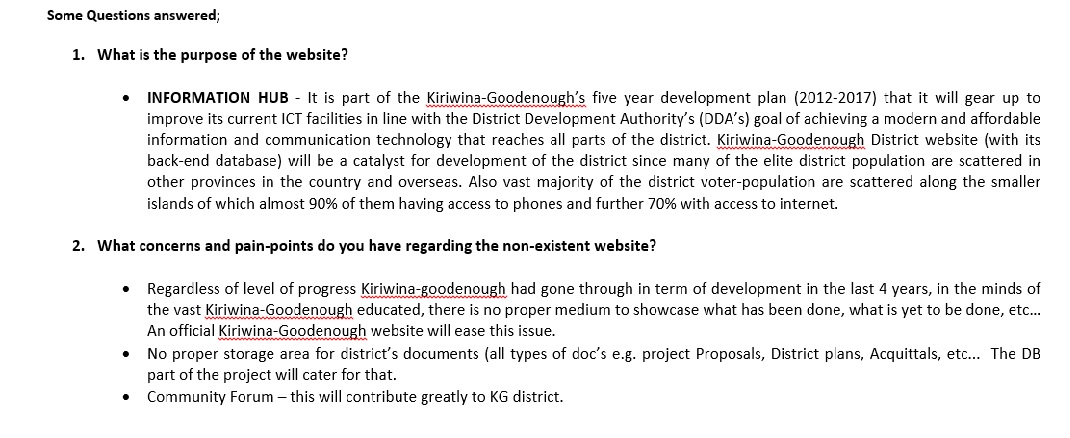 Some Questions answered;
1. What is the purpose of the website?
• INFORMATION HUB - It is part of the Kiriwina-Goodenough's five year development plan (2012-2017) that it will gear up to
improve its current ICT facilities in line with the District Development Authority's (DDA's) goal of achieving a modern and affordable
information and communication technology that reaches all parts of the district. Kiriwina-Goodenough District website (with its
back-end database) will be a catalyst for development of the district since many of the elite district population are scattered in
other provinces in the country and overseas. Also vast majority of the district voter-population are scattered along the smaller
islands of which almost 90% of them having access to phones and further 70% with access to internet.
2. What concerns and pain-points do you have regarding the non-existent website?
• Regardless of level of progress Kiriwina-goodenough had gone through in term of development in the last 4 years, in the minds of
the vast Kiriwina-Goodenough educated, there is no proper medium to showcase what has been done, what is yet to be done, etc...
An official Kiriwina-Goodenough website will ease this issue.
• No proper storage area for district's documents (all types of doc's e.g. project Proposals, District plans, Acquittals, etc... The DB
part of the project will cater for that.
• Community Forum – this will contribute greatly to KG district.